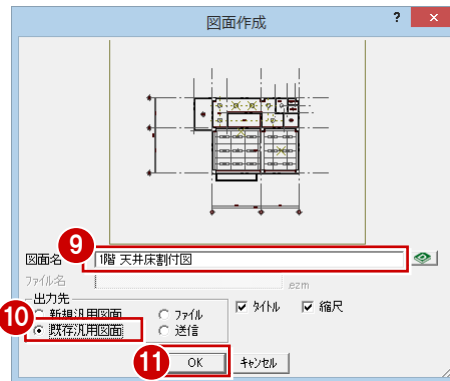 図面作成
? ×
9
図面名 1階 天井床割付図
ファイル名 .ezm
出力先
新規汎用図面 ファイル タイトル 縮尺
10 既存汎用図面 送信
11 OK キャンセル